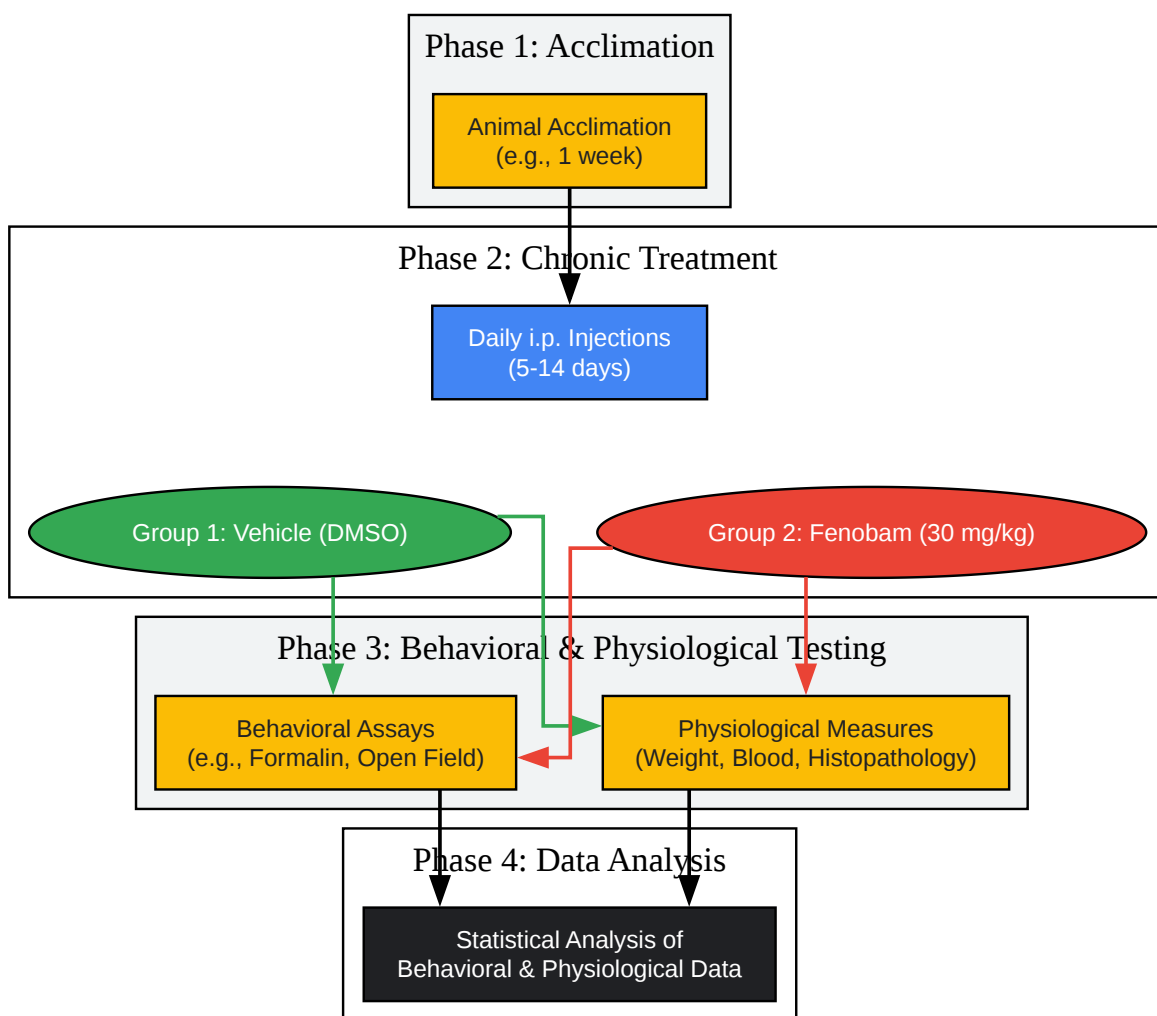 Phase 1: Acclimation
Animal Acclimation
(e.g., 1 week)
Phase 2: Chronic Treatment
Daily i.p. Injections
(5-14 days)
Group 1: Vehicle (DMSO)
Group 2: Fenobam (30 mg/kg)
Phase 3: Behavioral & Physiological Testing
Behavioral Assays
(e.g., Formalin, Open Field)
Physiological Measures
(Weight, Blood, Histopathology)
Phase 4: Data Analysis
Statistical Analysis of
Behavioral & Physiological Data